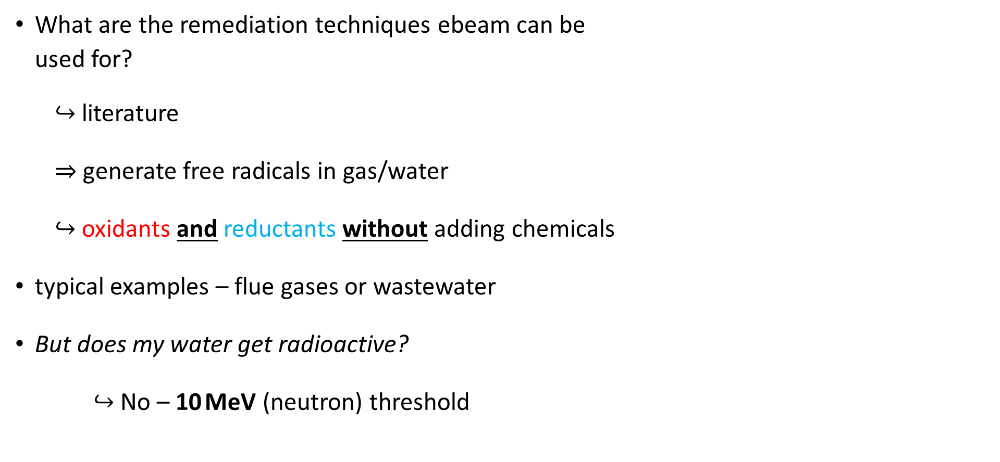 • What are the remediation techniques ebeam can be
used for?
↪ literature
⇒ generate free radicals in gas/water
↪ oxidants and reductants without adding chemicals
• typical examples – flue gases or wastewater
• But does my water get radioactive?
↪ No – 10 MeV (neutron) threshold